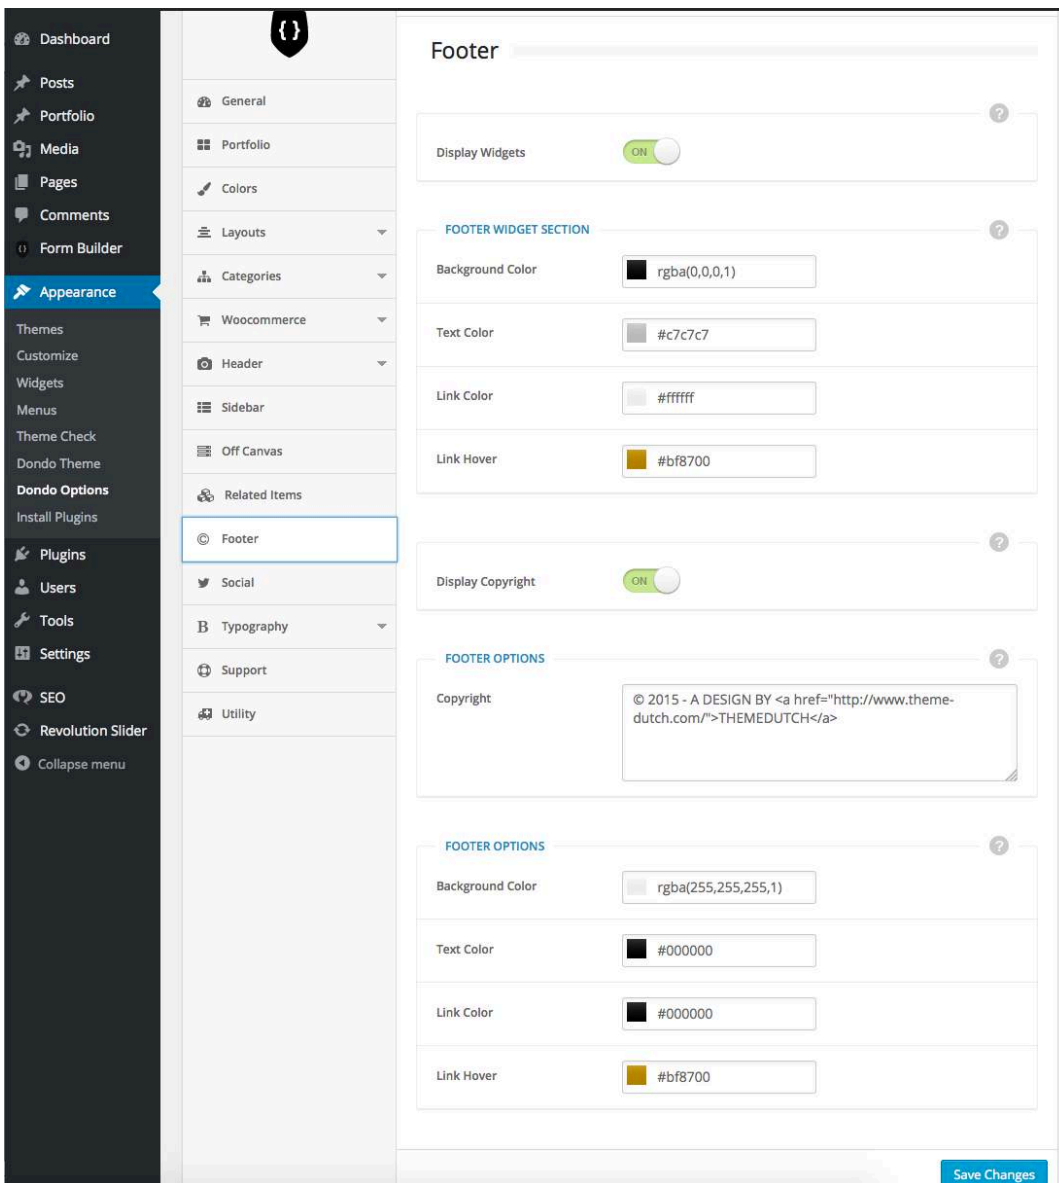 Dashboard
Posts
Portfolio
Media
Pages
Comments
Form Builder
Appearance
Themes
Customize
Widgets
Menus
Theme Check
Dondo Theme
Dondo Options
Install Plugins
Plugins
Users
Tools
Settings
SEO
Revolution Slider
Collapse menu
{}
General
Portfolio
Colors
Layouts
Categories
Woocommerce
Header
Sidebar
Off Canvas
Related Items
© Footer
Social
B Typography
Support
Utility
Footer
?
Display Widgets ON
FOOTER WIDGET SECTION ?
Background Color rgba(0,0,0,1)
Text Color #c7c7c7
Link Color #ffffff
Link Hover #bf8700
?
Display Copyright ON
FOOTER OPTIONS ?
Copyright © 2015 - A DESIGN BY <a href="http://www.theme-
dutch.com/">THEMEDUTCH</a>
FOOTER OPTIONS ?
Background Color rgba(255,255,255,1)
Text Color #000000
Link Color #000000
Link Hover #bf8700
Save Changes